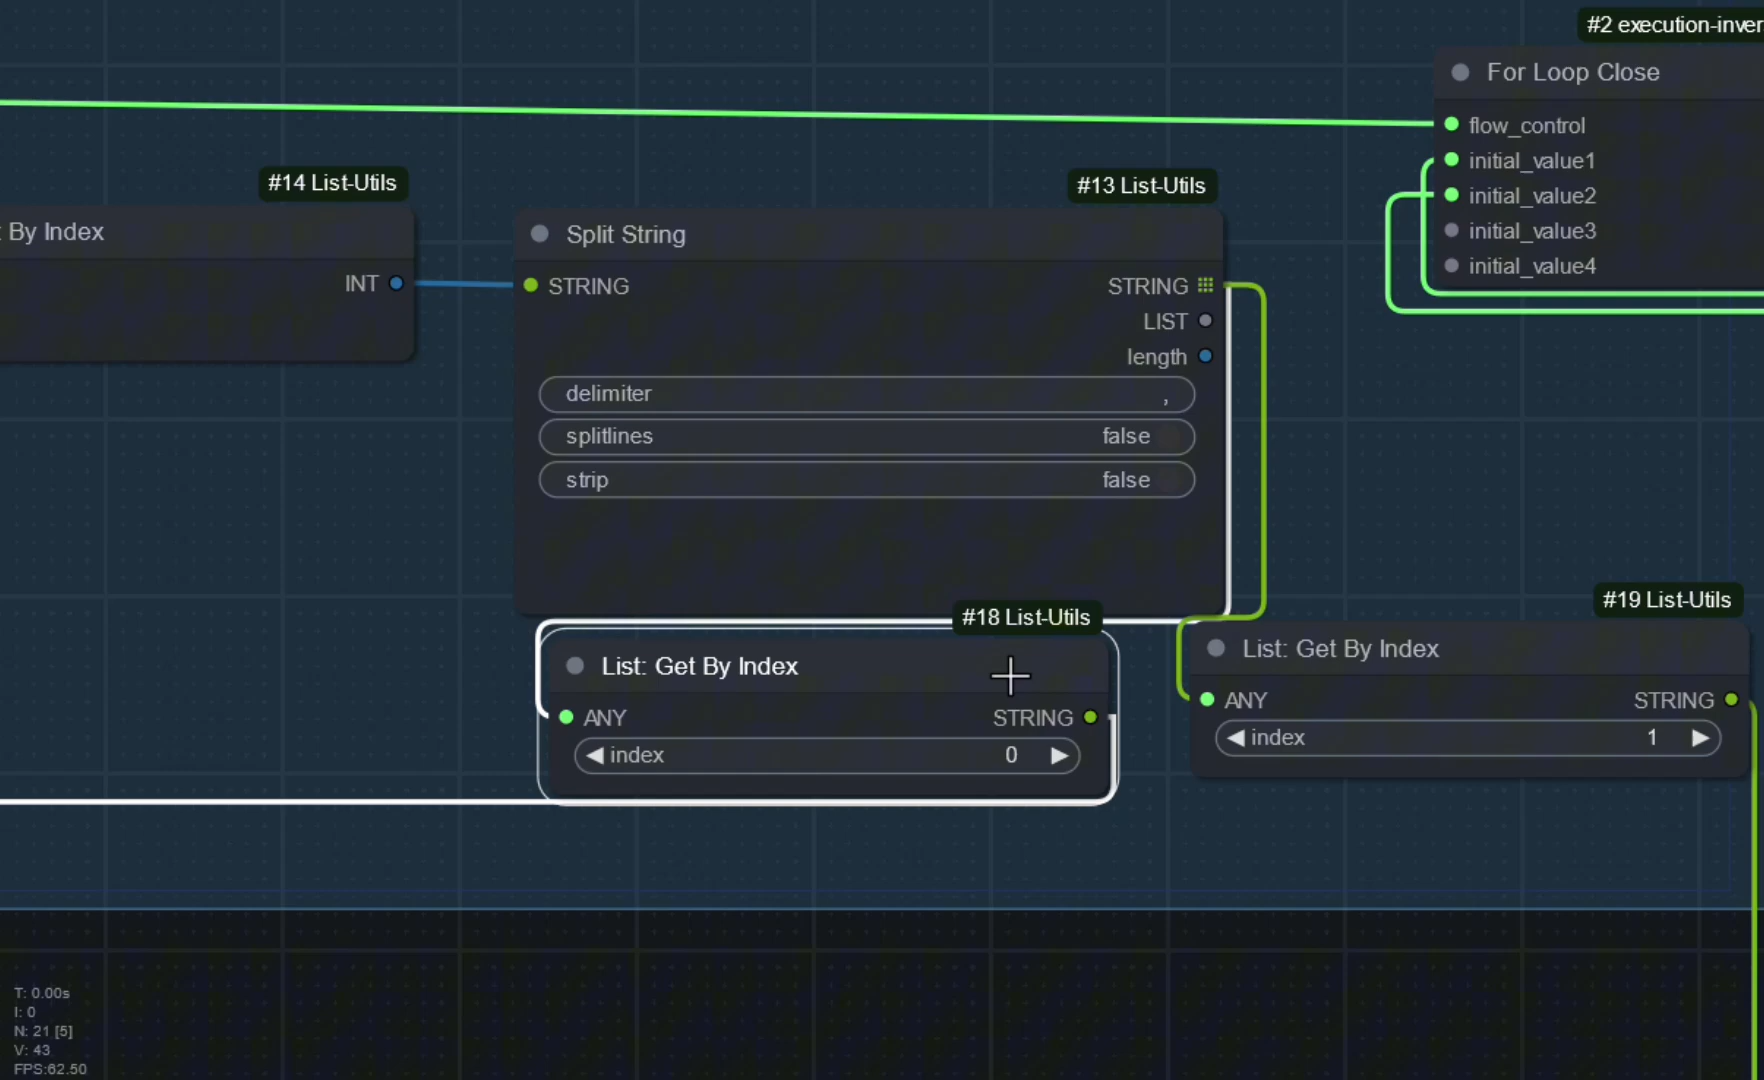 #2 execution-inver
For Loop Close
flow_control
initial_value1
initial_value2
initial_value3
initial_value4
#14 List-Utils
: By Index
INT
#13 List-Utils
Split String
STRING
STRING
LIST
length
delimiter ,
splitlines false
strip false
#18 List-Utils
List: Get By Index
ANY STRING
index 0
#19 List-Utils
List: Get By Index
ANY STRING
index 1
T: 0.00s
I: 0
N: 21 [5]
V: 43
FPS:62.50